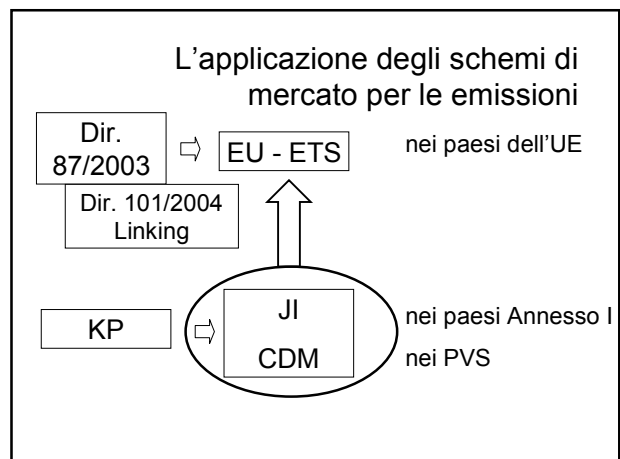 L'applicazione degli schemi di
mercato per le emissioni
Dir.
87/2003
EU - ETS
nei paesi dell'UE
Dir. 101/2004
Linking
KP
JI
nei paesi Annesso I
CDM
nei PVS